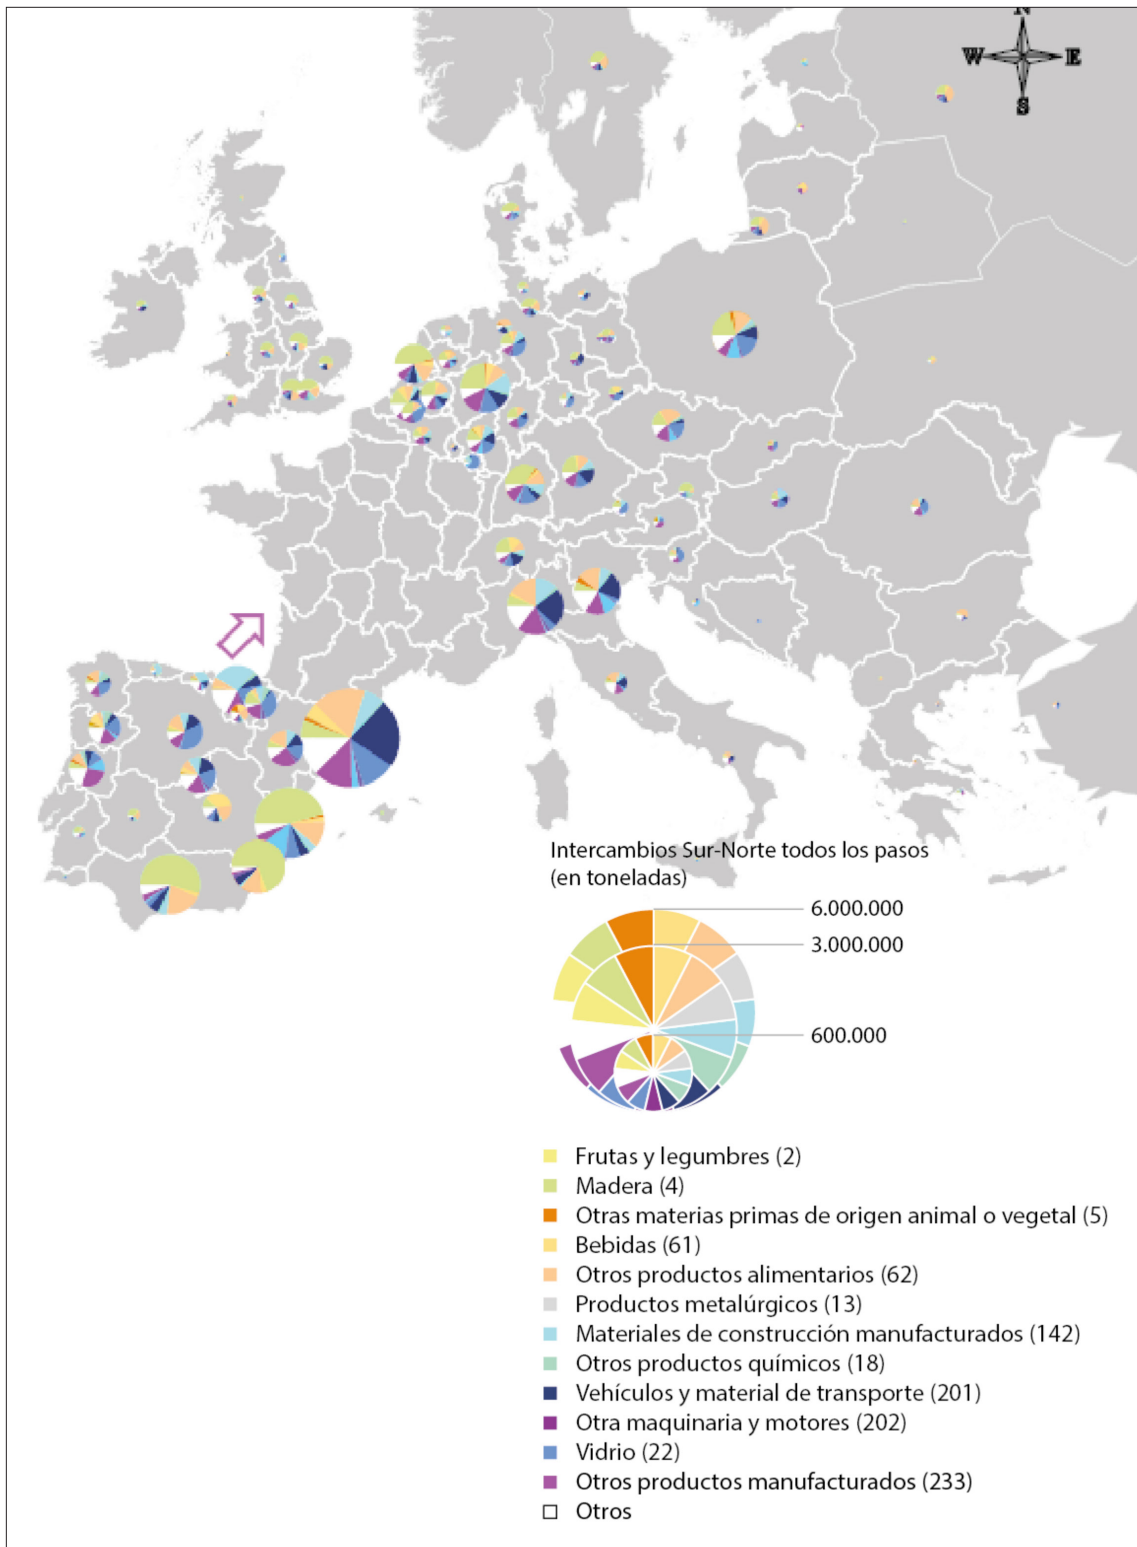 N
W E
S
Intercambios Sur-Norte todos los pasos
(en toneladas)
6.000.000
3.000.000
600.000
Frutas y legumbres (2)
Madera (4)
Otras materias primas de origen animal o vegetal (5)
Bebidas (61)
Otros productos alimentarios (62)
Productos metalúrgicos (13)
Materiales de construcción manufacturados (142)
Otros productos químicos (18)
Vehículos y material de transporte (201)
Otra maquinaria y motores (202)
Vidrio (22)
Otros productos manufacturados (233)
Otros